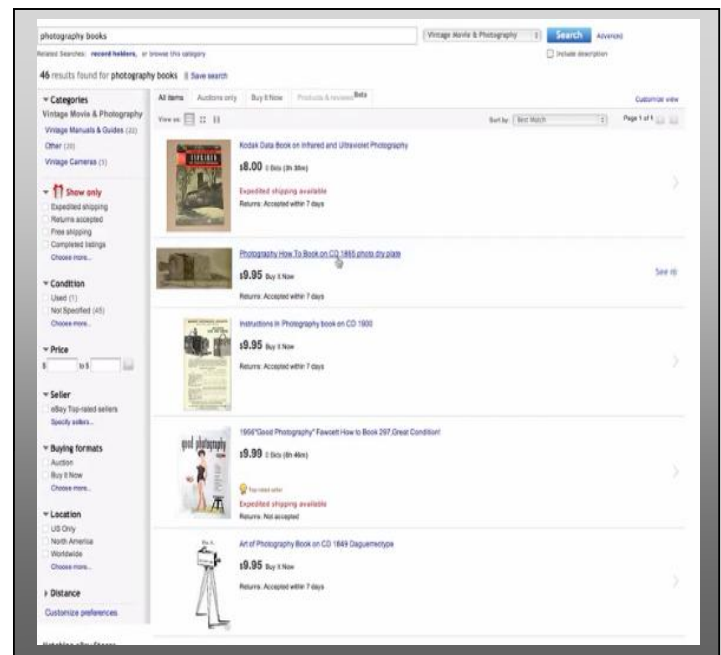 photography books
Vintage Movie & Photography
Search
Advanced
Related Searches: record holders, or browse this category
Include description
46 results found for photography books Save search
Categories
Vintage Movie & Photography
Vintage Manuals & Guides (20)
Other (20)
Vintage Cameras (5)
Show only
Expedited shipping
Returns accepted
Free shipping
Completed listings
Choose more...
Condition
Used (1)
Not Specified (45)
Choose more...
Price
$ to $
Seller
eBay Top-rated sellers
Specify sellers...
Buying formats
Auction
Buy It Now
Choose more...
Location
US Only
North America
Worldwide
Choose more...
Distance
Customize preferences
All items Auctions only Buy It Now Products & reviews Beta
Customize view
View as:
Sort by: Best Match
Page 1 of 1
Kodak Data Book on Infrared and Ultraviolet Photography
$8.00 0 Bids
Expedited shipping available
Returns: Accepted within 7 days
Photography How To Book on CD 1865 photo dry plate
$9.95 Buy It Now
Returns: Accepted within 7 days
Instructions in Photography book on CD 1900
$9.95 Buy It Now
Returns: Accepted within 7 days
good photography
1956"Good Photography" Fawcett How to Book 297,Great Condition!
$9.99 0 Bids
Top-rated seller
Expedited shipping available
Returns: Not accepted
Art of Photography Book on CD 1849 Daguerreotype
$9.95 Buy It Now
Returns: Accepted within 7 days